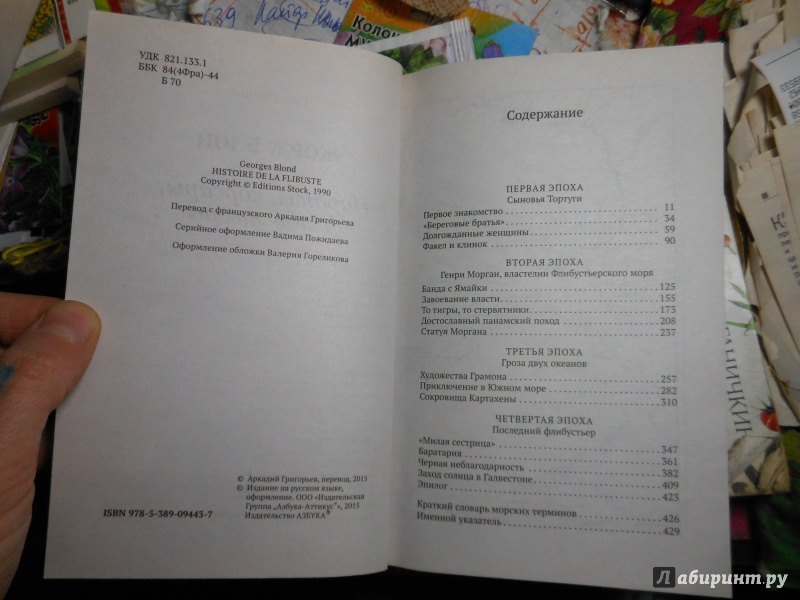 639
УДК 821.133.1
ББК 84(4Фра)-44
Б 70
Georges Blond
HISTOIRE DE LA FLIBUSTE
Copyright © Editions Stock, 1990
Перевод с французского Аркадия Григорьева
Серийное оформление Вадима Пожидаева
Оформление обложки Валерия Гореликова
© Аркадий Григорьев, перевод, 2015
© Издание на русском языке,
оформление. ООО «Издательская
Группа „Азбука-Аттикус“», 2015
Издательство АЗБУКА®
ISBN 978-5-389-09443-7
Содержание
ПЕРВАЯ ЭПОХА
Сыновья Тортуги
Первое знакомство 11
«Береговые братья» 34
Долгожданные женщины 59
Факел и клинок 90
ВТОРАЯ ЭПОХА
Генри Морган, властелин Флибустьерского моря
Банда с Ямайки 125
Завоевание власти 155
То тигры, то стервятники 173
Достославный панамский поход 208
Статуя Моргана 237
ТРЕТЬЯ ЭПОХА
Гроза двух океанов
Художества Грамона 257
Приключение в Южном море 282
Сокровища Картахены 310
ЧЕТВЕРТАЯ ЭПОХА
Последний флибустьер
«Милая сестрица» 347
Баратария 361
Черная неблагодарность 382
Заход солнца в Галвестоне 409
Эпилог 423
Краткий словарь морских терминов 426
Именной указатель 429
Лабиринт.ру